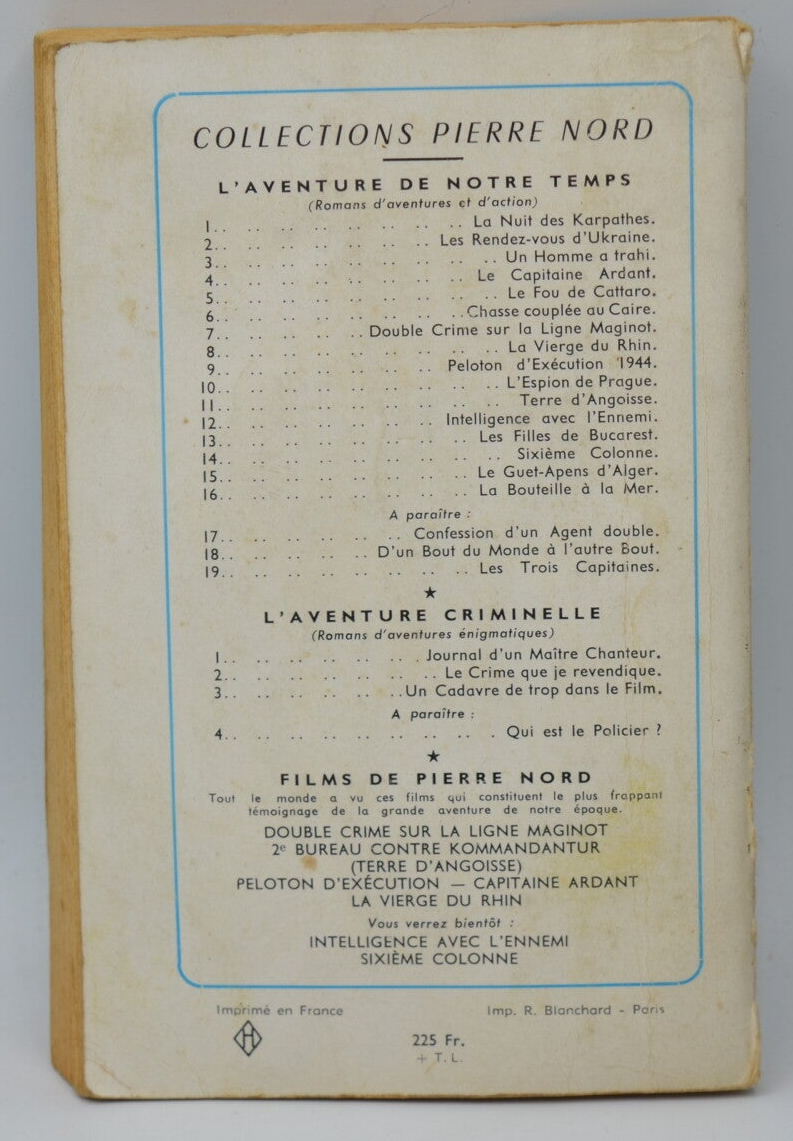 COLLECTIONS PIERRE NORD
L'AVENTURE DE NOTRE TEMPS
(Romans d'aventures et d'action)
1.. .. .. .. .. .. .. .. .. La Nuit des Karpathes.
2.. .. .. .. .. .. .. .. Les Rendez-vous d'Ukraine.
3.. .. .. .. .. .. .. .. .. .. Un Homme a trahi.
4.. .. .. .. .. .. .. .. .. Le Capitaine Ardant.
5.. .. .. .. .. .. .. .. .. .. Le Fou de Cattaro.
6.. .. .. .. .. .. .. .. .. Chasse couplée au Caire.
7.. .. .. .. .. .. Double Crime sur la Ligne Maginot.
8.. .. .. .. .. .. .. .. .. .. La Vierge du Rhin.
9.. .. .. .. .. .. .. .. Peloton d'Exécution 1944.
10.. .. .. .. .. .. .. .. .. .. L'Espion de Prague.
11.. .. .. .. .. .. .. .. .. .. Terre d'Angoisse.
12.. .. .. .. .. .. .. .. Intelligence avec l'Ennemi.
13.. .. .. .. .. .. .. .. .. Les Filles de Bucarest.
14.. .. .. .. .. .. .. .. .. .. Sixième Colonne.
15.. .. .. .. .. .. .. .. .. Le Guet-Apens d'Alger.
16.. .. .. .. .. .. .. .. .. La Bouteille à la Mer.
A paraître :
17.. .. .. .. .. .. .. Confession d'un Agent double.
18.. .. .. .. .. .. D'un Bout du Monde à l'autre Bout.
19.. .. .. .. .. .. .. .. .. Les Trois Capitaines.
★
L'AVENTURE CRIMINELLE
(Romans d'aventures énigmatiques)
1.. .. .. .. .. .. .. . Journal d'un Maître Chanteur.
2.. .. .. .. .. .. .. .. Le Crime que je revendique.
3.. .. .. .. .. .. .. Un Cadavre de trop dans le Film.
A paraître :
4.. .. .. .. .. .. .. .. .. . Qui est le Policier ?
★
FILMS DE PIERRE NORD
Tout le monde a vu ces films qui constituent le plus frappant
témoignage de la grande aventure de notre époque.
DOUBLE CRIME SUR LA LIGNE MAGINOT
2e BUREAU CONTRE KOMMANDANTUR
(TERRE D'ANGOISSE)
PELOTON D'EXÉCUTION — CAPITAINE ARDANT
LA VIERGE DU RHIN
Vous verrez bientôt :
INTELLIGENCE AVEC L'ENNEMI
SIXIÈME COLONNE
Imprimé en France
Imp. R. Blanchard - Paris
H
225 Fr.
+ T. L.